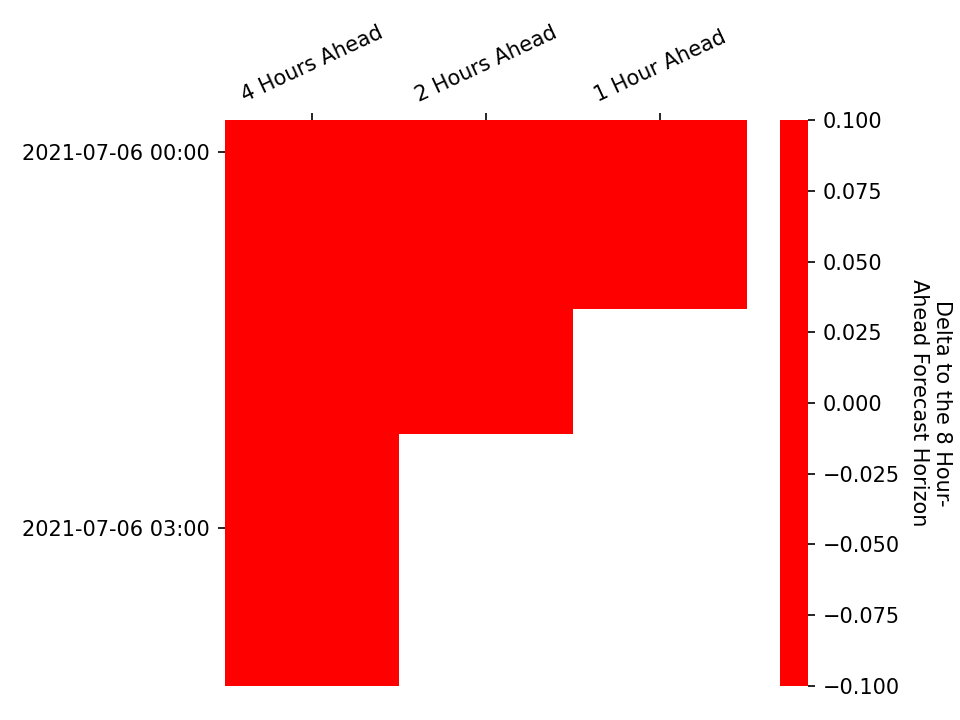 4 Hours Ahead
2 Hours Ahead
1 Hour Ahead
2021-07-06 00:00
2021-07-06 03:00
0.100
0.075
0.050
0.025
0.000
−0.025
−0.050
−0.075
−0.100
Delta to the 8 Hour-
Ahead Forecast Horizon